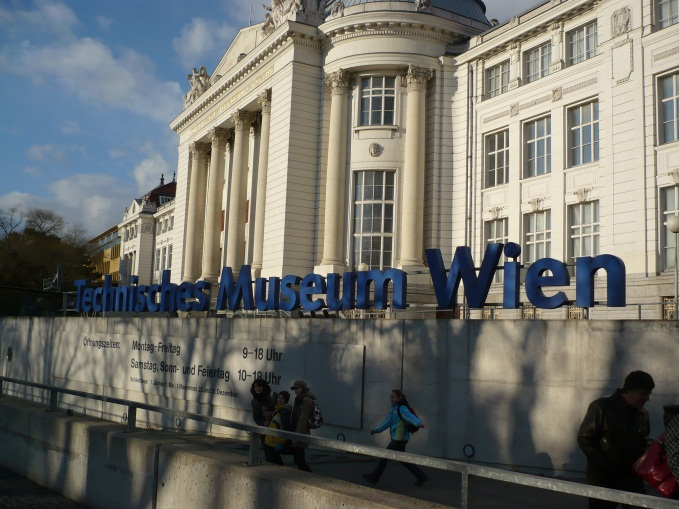 Technisches Museum Wien
Öffnungszeiten: Montag-Freitag 9-18 Uhr
Samstag, Sonn- und Feiertag 10-18 Uhr